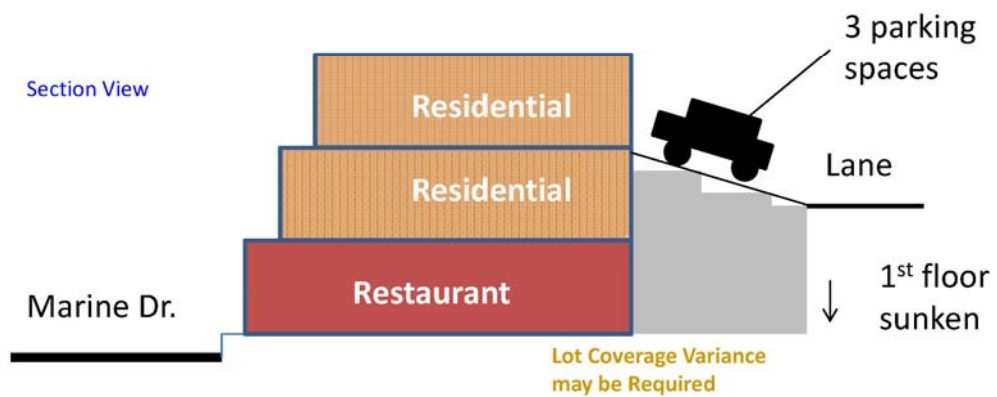 Section View
3 parking
spaces
Residential
Lane
Residential
Restaurant
1st floor
sunken
Marine Dr.
Lot Coverage Variance
may be Required